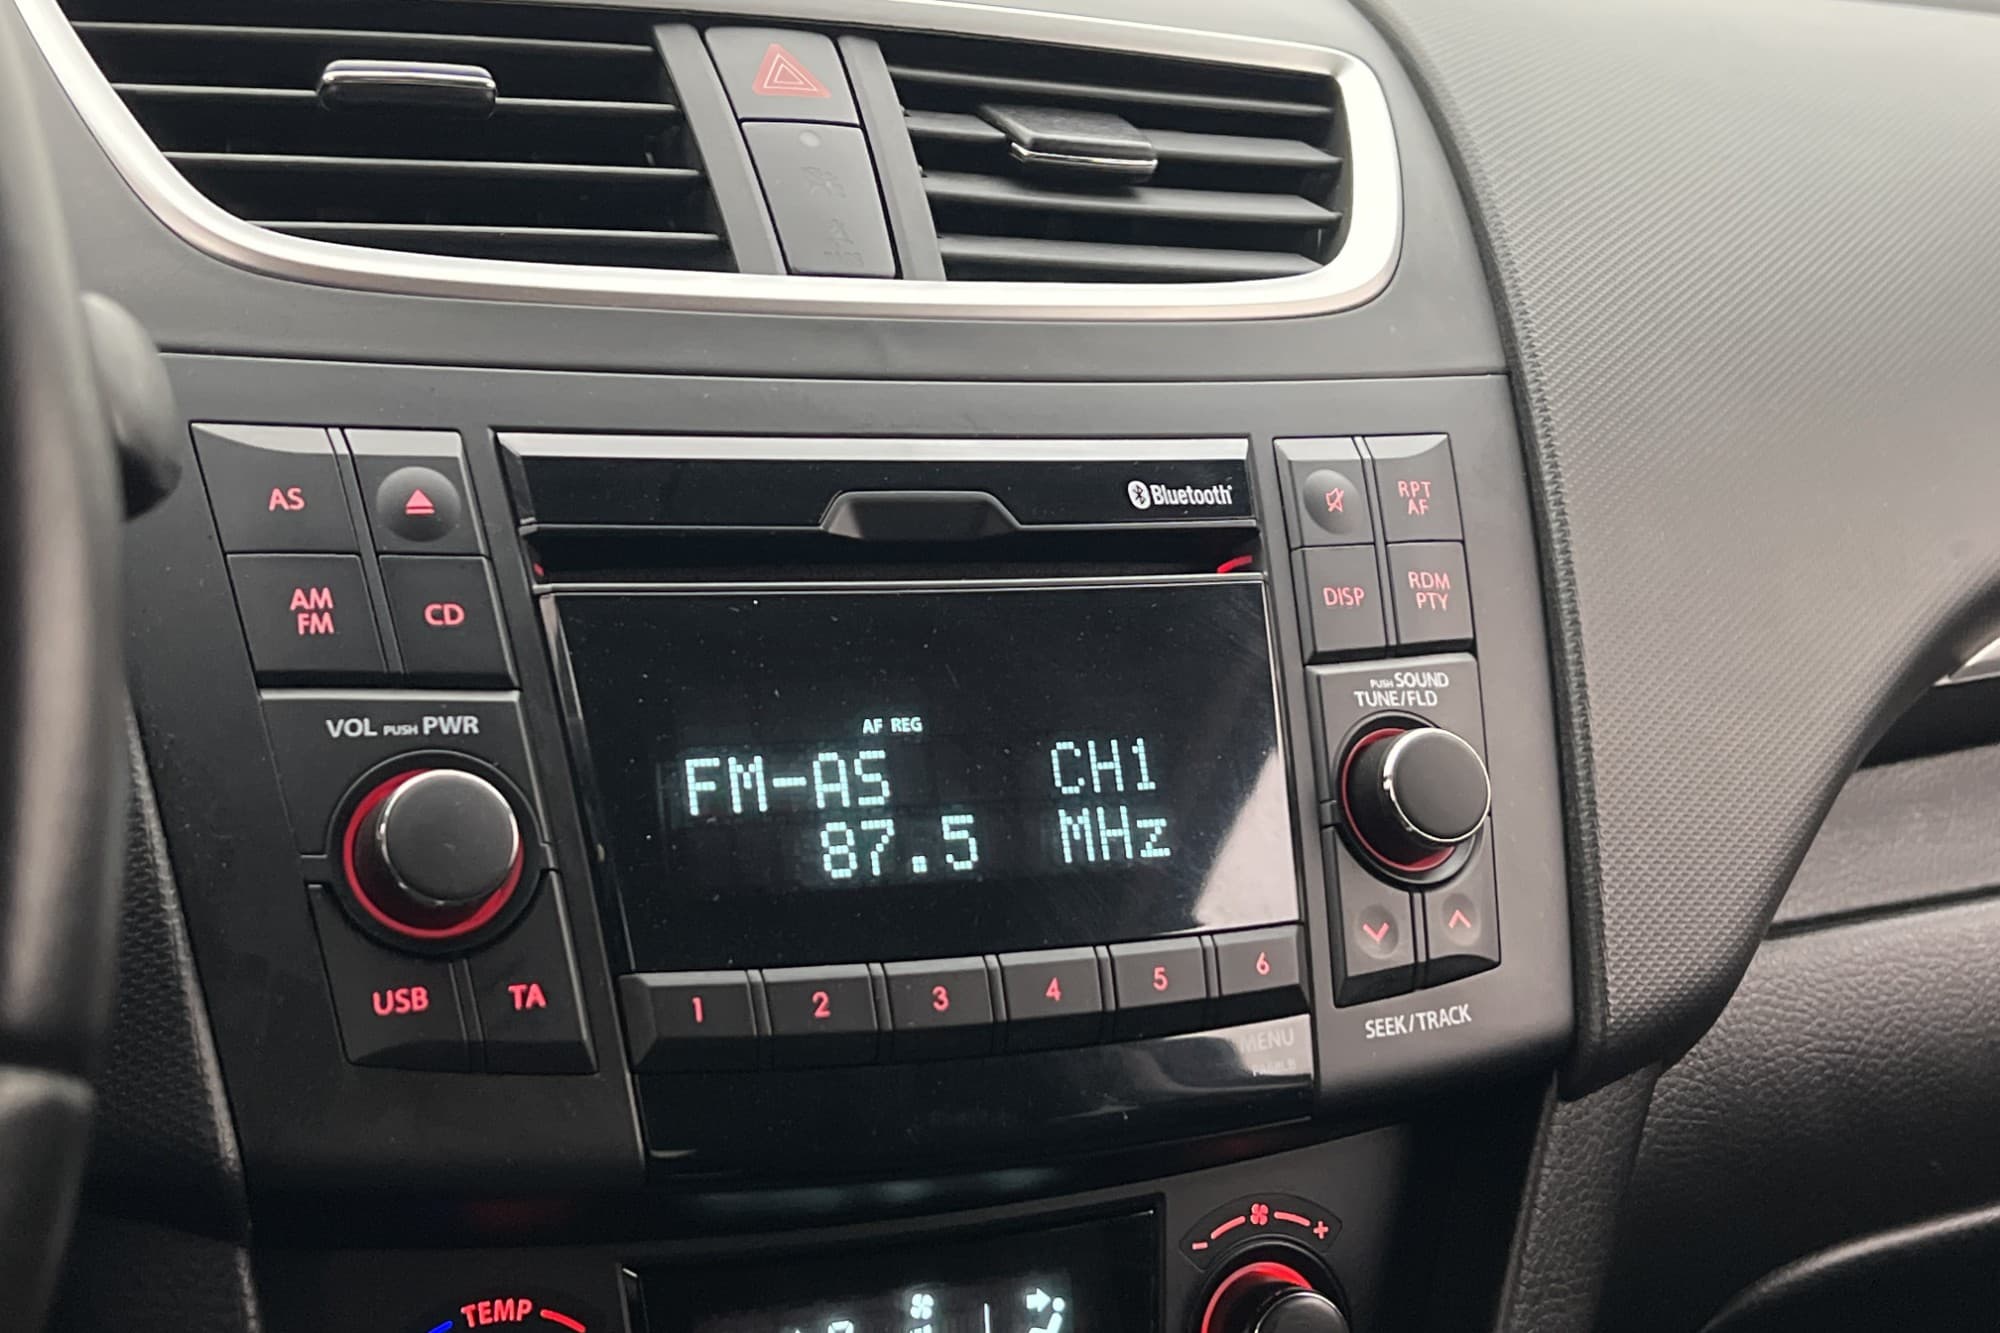 AS
AM
FM
CD
VOL PUSH PWR
USB
TA
Bluetooth
AF REG
FM-AS CH1
87.5 MHz
1 2 3 4 5 6
MENU
RPT
AF
DISP
RDM
PTY
PUSH SOUND
TUNE/FLD
SEEK/TRACK
TEMP
- +